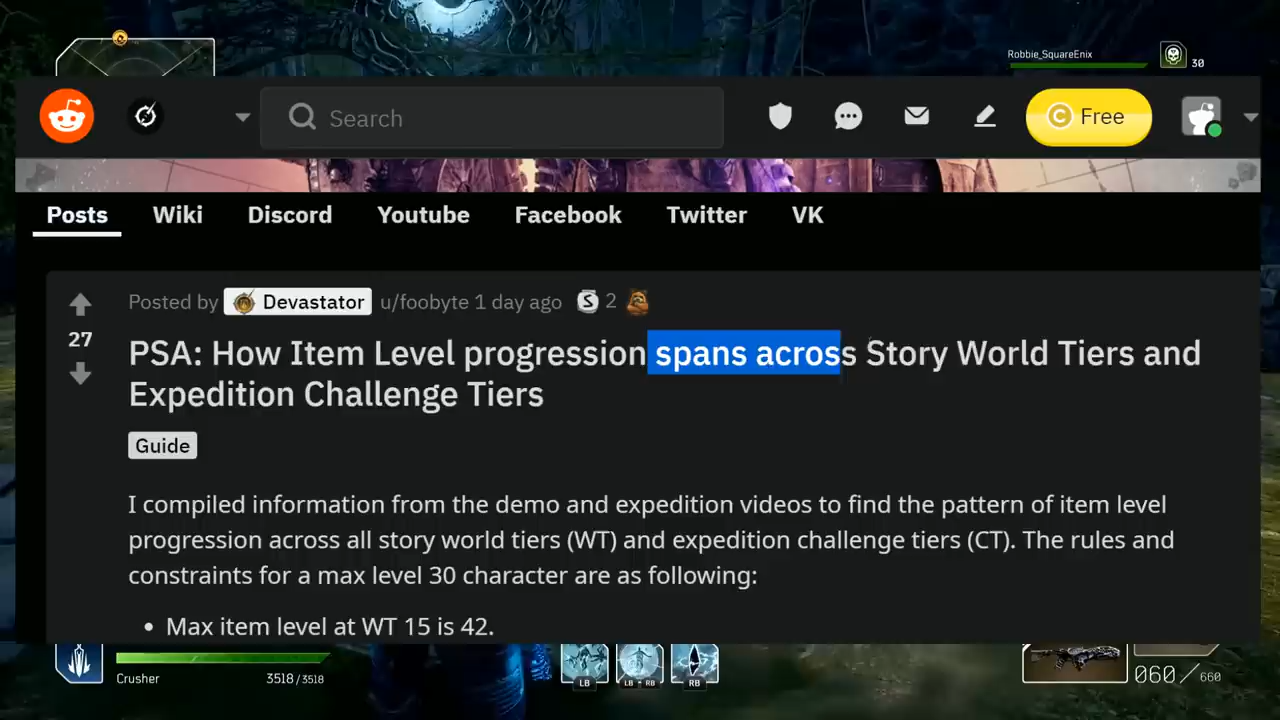 Robbie_SquareEnix
30
Search
Free
Posts Wiki Discord Youtube Facebook Twitter VK
Posted by Devastator u/foobyte 1 day ago S 2
27
PSA: How Item Level progression spans across Story World Tiers and
Expedition Challenge Tiers
Guide
I compiled information from the demo and expedition videos to find the pattern of item level
progression across all story world tiers (WT) and expedition challenge tiers (CT). The rules and
constraints for a max level 30 character are as following:
• Max item level at WT 15 is 42.
Crusher 3518/3518
LB LB + RB RB
060/660